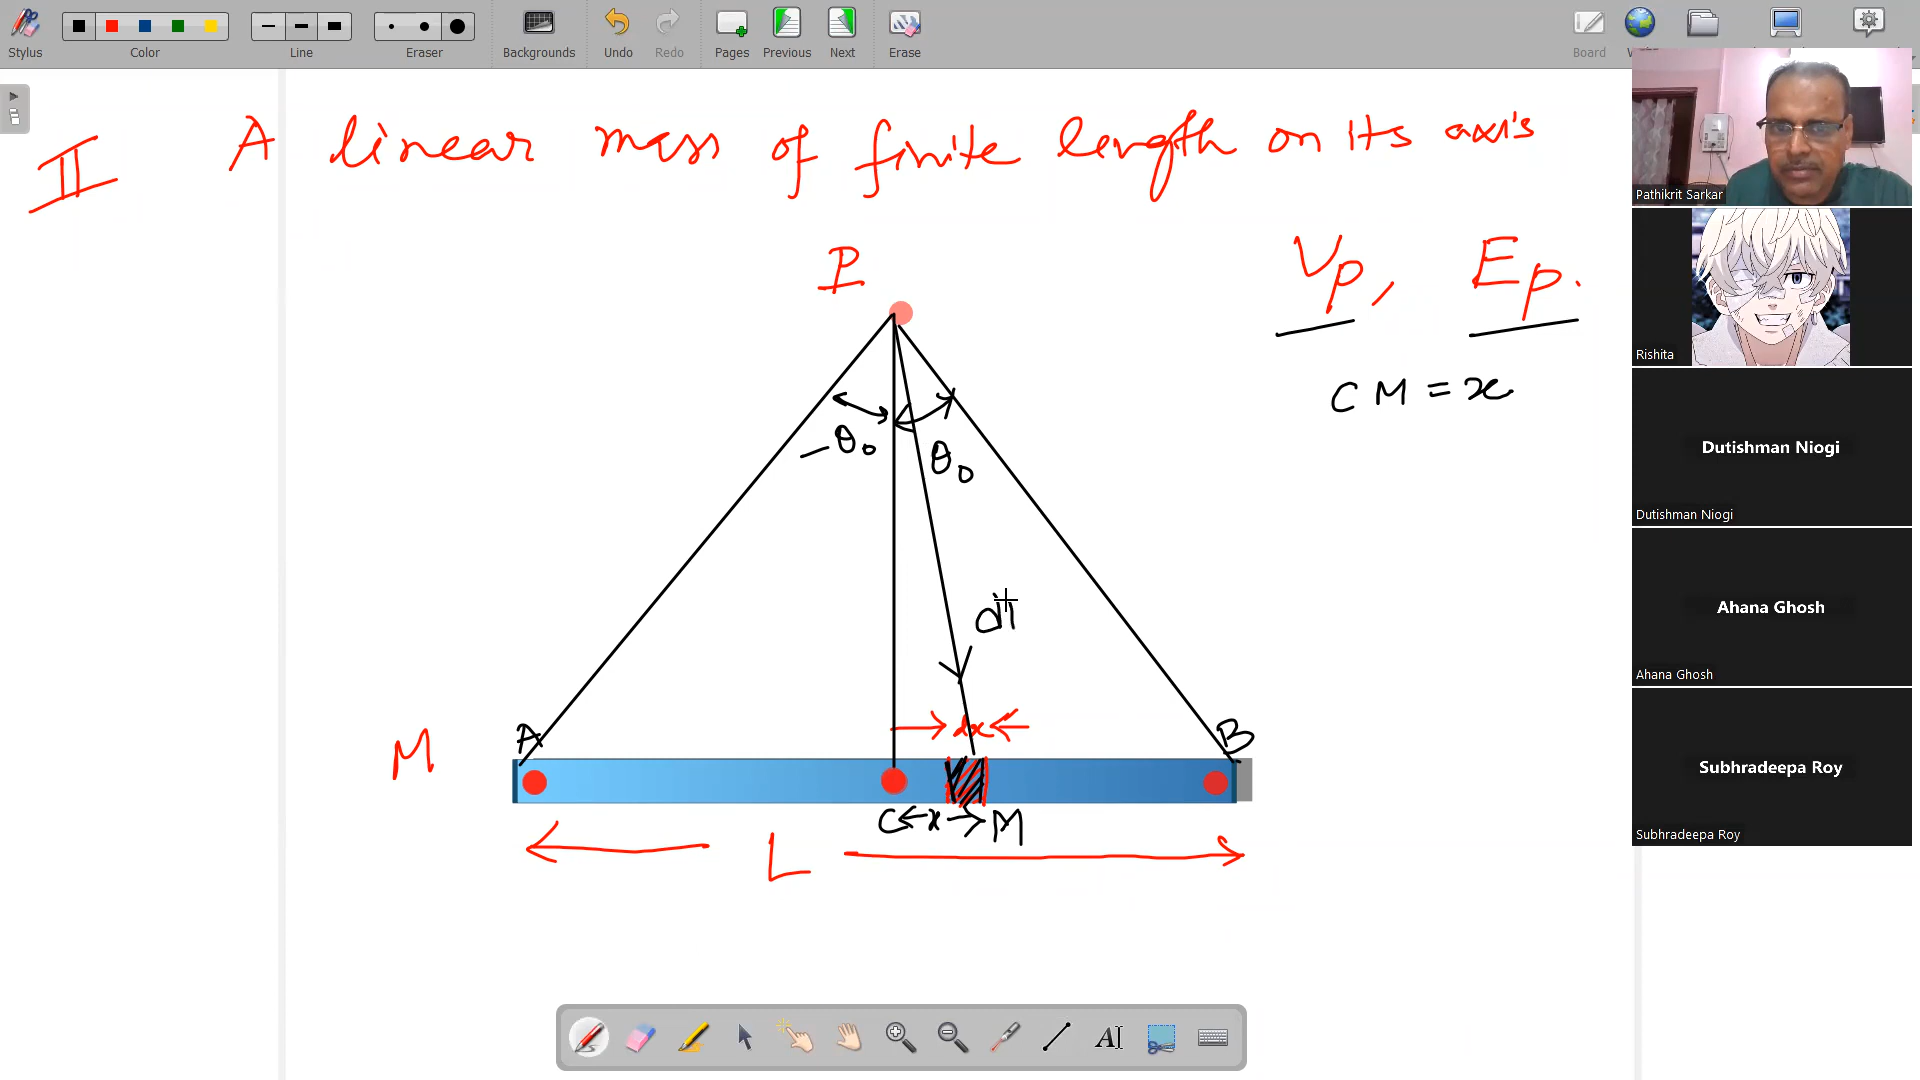 Stylus
Color
Line
Eraser
Backgrounds
Undo
Redo
Pages
Previous
Next
Erase
Board
II A linear mass of finite length on its axis
P
Vp, Ep.
CM = x
-θ₀
θ₀
M
A
dx
B
C
x
M
L
AI
Pathikrit Sarkar
Rishita
Dutishman Niogi
Dutishman Niogi
Ahana Ghosh
Ahana Ghosh
Subhradeepa Roy
Subhradeepa Roy